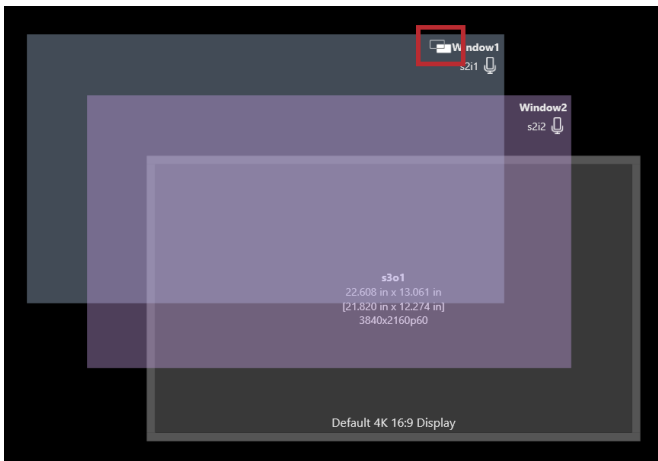 Window1
s2i1
Window2
s2i2
s3o1
22.608 in x 13.061 in
[21.820 in x 12.274 in]
3840x2160p60
Default 4K 16:9 Display